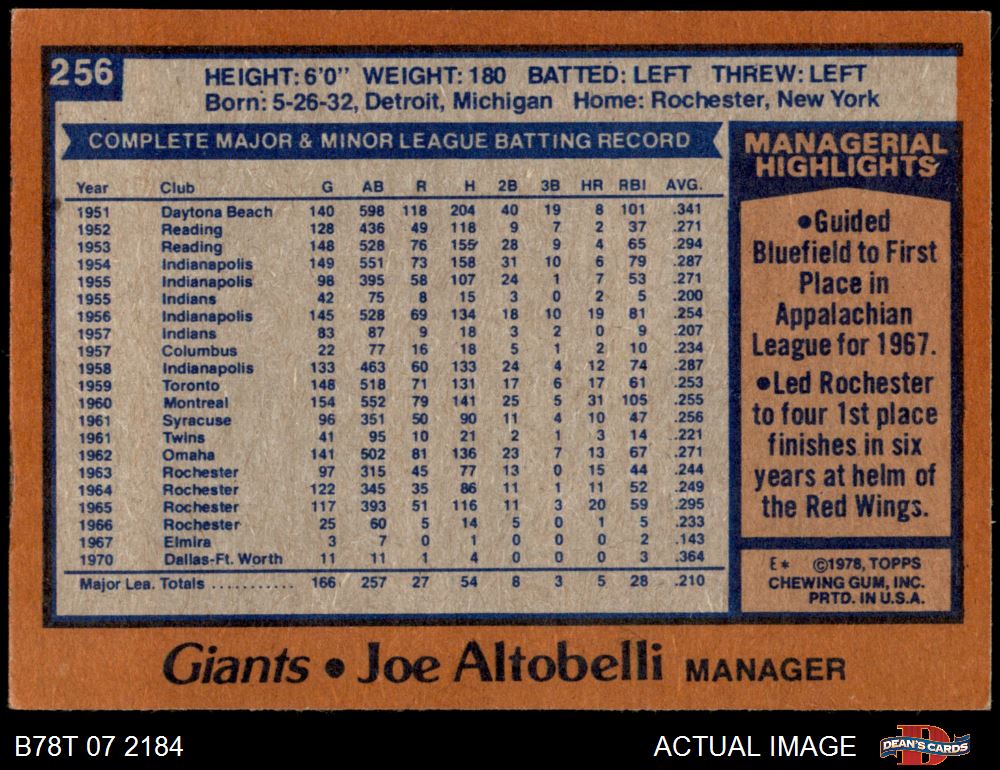 256
HEIGHT: 6'0" WEIGHT: 180 BATTED: LEFT THREW: LEFT
Born: 5-26-32, Detroit, Michigan Home: Rochester, New York
COMPLETE MAJOR & MINOR LEAGUE BATTING RECORD
Year Club G AB R H 2B 3B HR RBI AVG.
1951 Daytona Beach 140 598 118 204 40 19 8 101 .341
1952 Reading 128 436 49 118 9 7 2 37 .271
1953 Reading 148 528 76 155 28 9 4 65 .294
1954 Indianapolis 149 551 73 158 31 10 6 79 .287
1955 Indianapolis 98 395 58 107 24 1 7 53 .271
1955 Indians 42 75 8 15 3 0 2 5 .200
1956 Indianapolis 145 528 69 134 18 10 19 81 .254
1957 Indians 83 87 9 18 3 2 0 9 .207
1957 Columbus 22 77 16 18 5 1 2 10 .234
1958 Indianapolis 133 463 60 133 24 4 12 74 .287
1959 Toronto 148 518 71 131 17 6 17 61 .253
1960 Montreal 154 552 79 141 25 5 31 105 .255
1961 Syracuse 96 351 50 90 11 4 10 47 .256
1961 Twins 41 95 10 21 2 1 3 14 .221
1962 Omaha 141 502 81 136 23 7 13 67 .271
1963 Rochester 97 315 45 77 13 0 15 44 .244
1964 Rochester 122 345 35 86 11 1 11 52 .249
1965 Rochester 117 393 51 116 11 3 20 59 .295
1966 Rochester 25 60 5 14 5 0 1 5 .233
1967 Elmira 3 7 0 1 0 0 0 2 .143
1970 Dallas-Ft. Worth 11 11 1 4 0 0 0 3 .364
Major Lea. Totals ........... 166 257 27 54 8 3 5 28 .210
MANAGERIAL
HIGHLIGHTS
•Guided
Bluefield to First
Place in
Appalachian
League for 1967.
•Led Rochester
to four 1st place
finishes in six
years at helm of
the Red Wings.
E* ©1978, TOPPS
CHEWING GUM, INC.
PRTD. IN U.S.A.
Giants • Joe Altobelli MANAGER
B78T 07 2184 ACTUAL IMAGE
D
DEAN'S CARDS